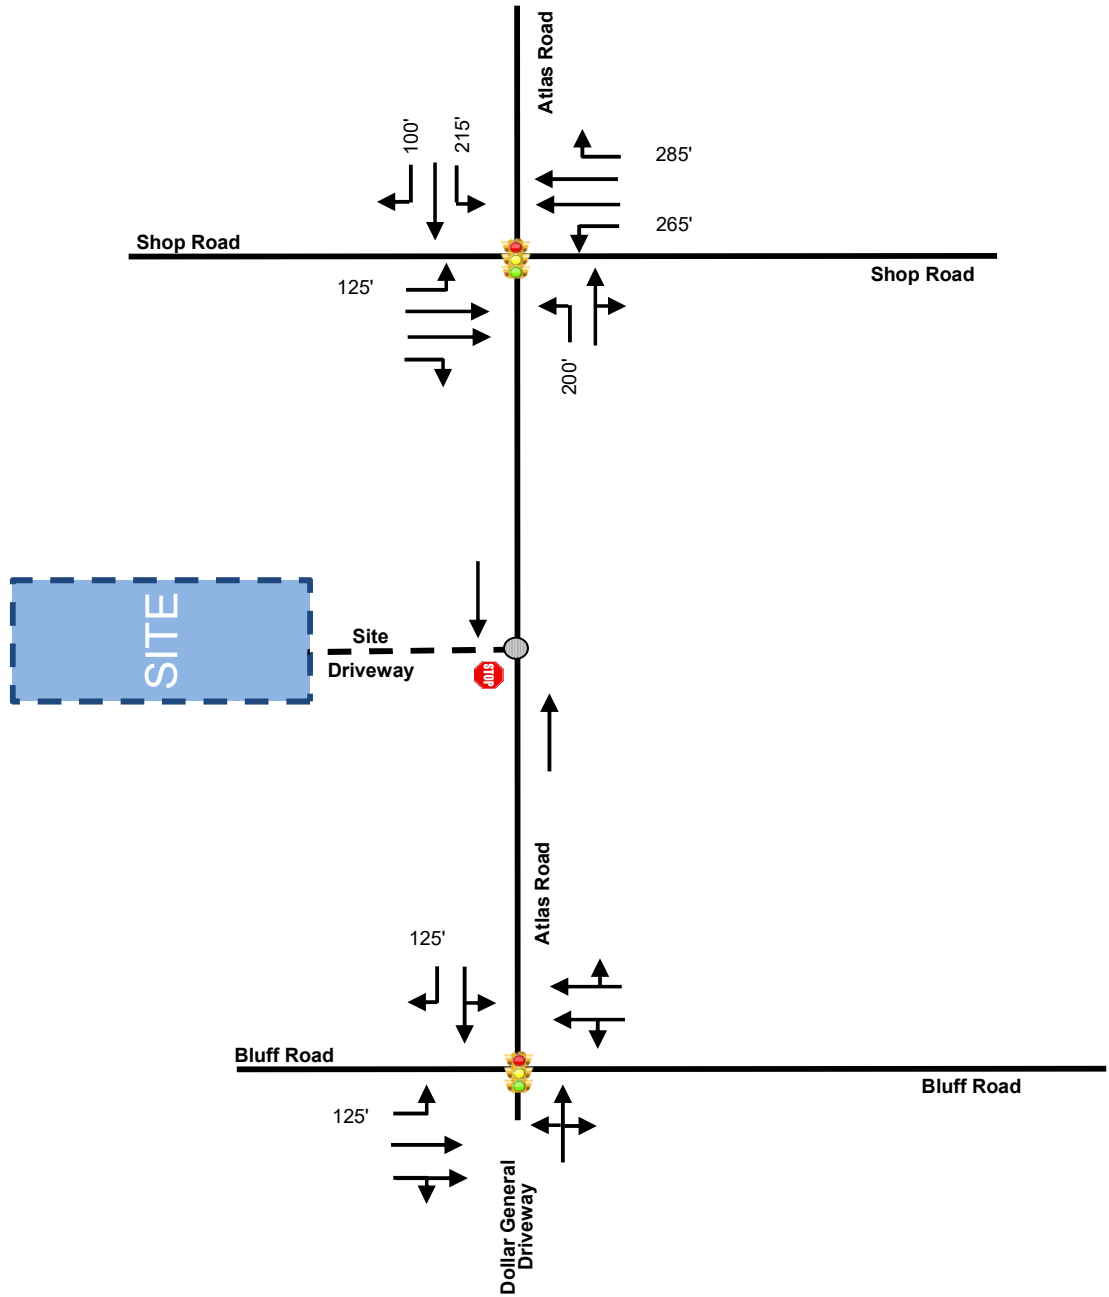 Atlas Road
100'
215'
285'
265'
Shop Road
Shop Road
125'
200'
SITE
Site
Driveway
STOP
Atlas Road
125'
Bluff Road
Bluff Road
125'
Dollar General
Driveway